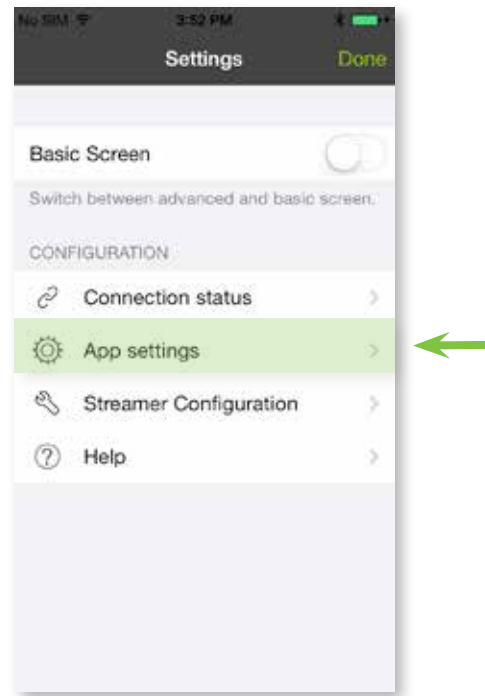 No SIM 3:52 PM
Settings Done
Basic Screen
Switch between advanced and basic screen.
CONFIGURATION
Connection status
App settings
Streamer Configuration
Help